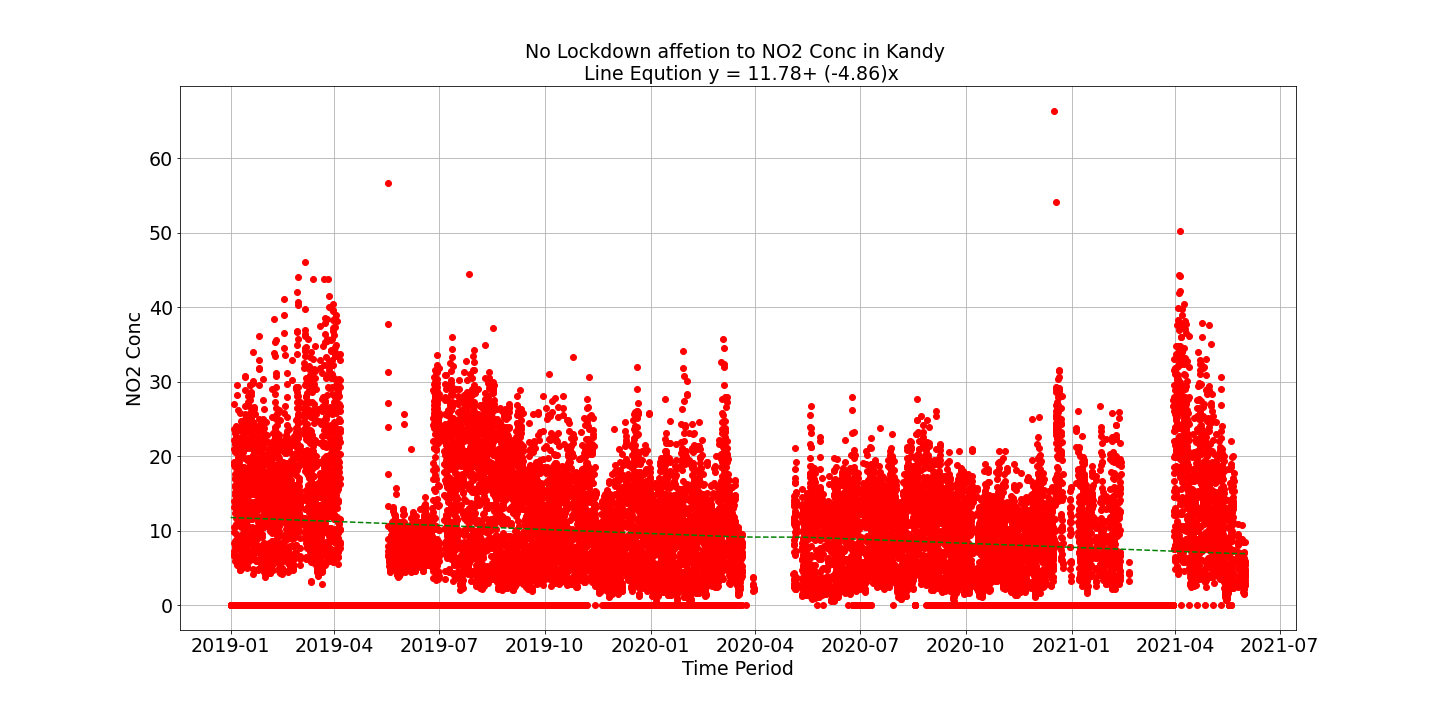 No Lockdown affetion to NO2 Conc in Kandy
Line Eqution y = 11.78+ (-4.86)x
NO2 Conc
60
50
40
30
20
10
0
2019-01 2019-04 2019-07 2019-10 2020-01 2020-04 2020-07 2020-10 2021-01 2021-04 2021-07
Time Period